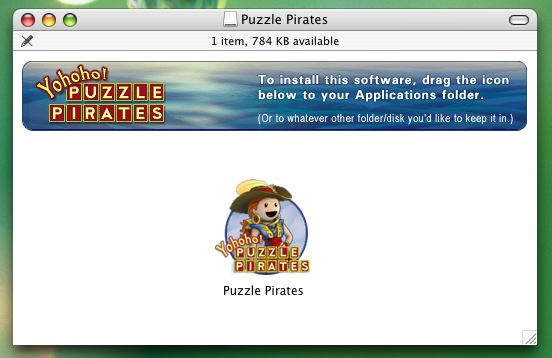 Puzzle Pirates
1 item, 784 KB available
Yohoho!
PUZZLE
PIRATES
To install this software, drag the icon
below to your Applications folder.
(Or to whatever other folder/disk you'd like to keep it in.)
Yohoho!
PUZZLE
PIRATES
Puzzle Pirates